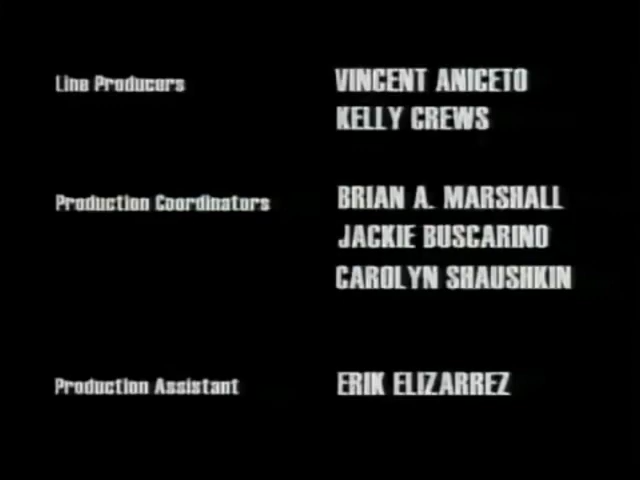 Line Producers VINCENT ANICETO
KELLY CREWS
Production Coordinators BRIAN A. MARSHALL
JACKIE BUSCARINO
CAROLYN SHAUSHKIN
Production Assistant ERIK ELIZARREZ